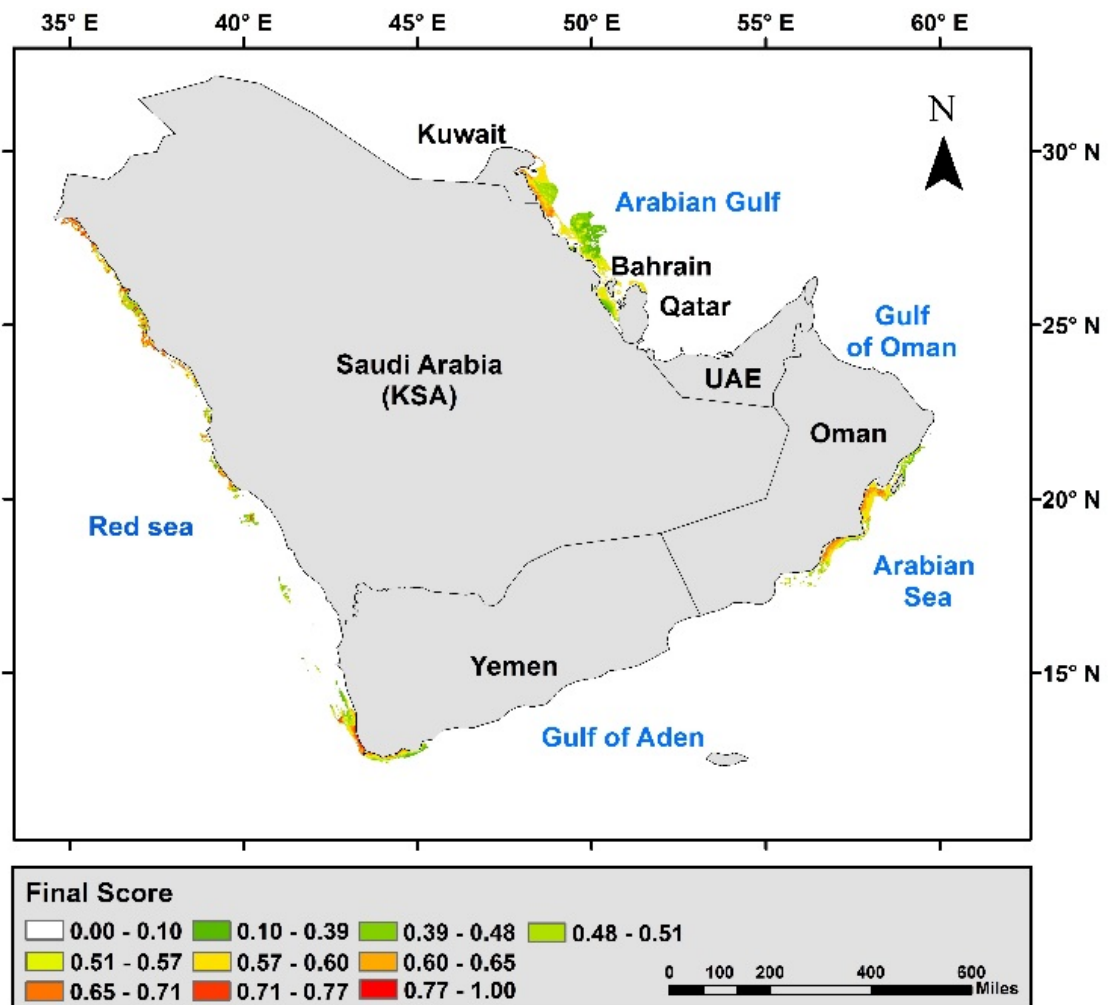 35° E 40° E 45° E 50° E 55° E 60° E
N
Kuwait
30° N
Arabian Gulf
Bahrain
Qatar
25° N
Gulf
of Oman
Saudi Arabia
(KSA)
UAE
Oman
20° N
Red sea
Arabian
Sea
Yemen
15° N
Gulf of Aden
Final Score
0.00 - 0.10 0.10 - 0.39 0.39 - 0.48 0.48 - 0.51
0.51 - 0.57 0.57 - 0.60 0.60 - 0.65
0.65 - 0.71 0.71 - 0.77 0.77 - 1.00
0 100 200 400 600
Miles